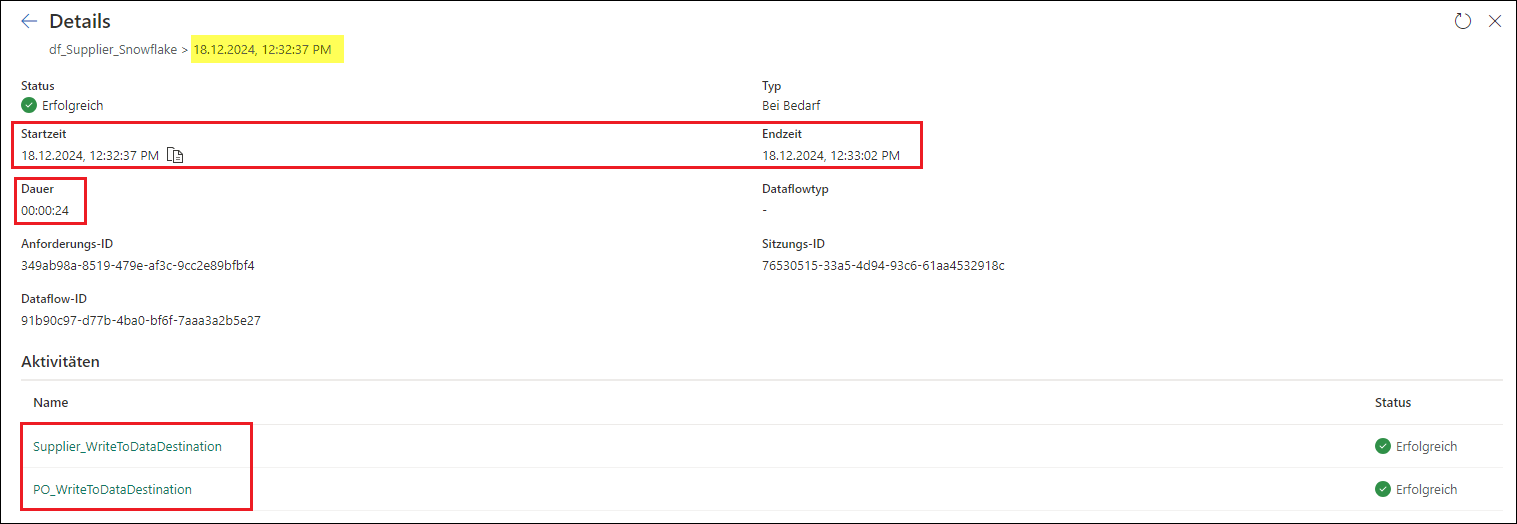 Details
df_Supplier_Snowflake > 18.12.2024, 12:32:37 PM
Status Typ
Erfolgreich Bei Bedarf
Startzeit Endzeit
18.12.2024, 12:32:37 PM 18.12.2024, 12:33:02 PM
Dauer Dataflowtyp
00:00:24 -
Anforderungs-ID Sitzungs-ID
349ab98a-8519-479e-af3c-9cc2e89bfbf4 76530515-33a5-4d94-93c6-61aa4532918c
Dataflow-ID
91b90c97-d77b-4ba0-bf6f-7aaa3a2b5e27
Aktivitäten
Name Status
Supplier_WriteToDataDestination Erfolgreich
PO_WriteToDataDestination Erfolgreich